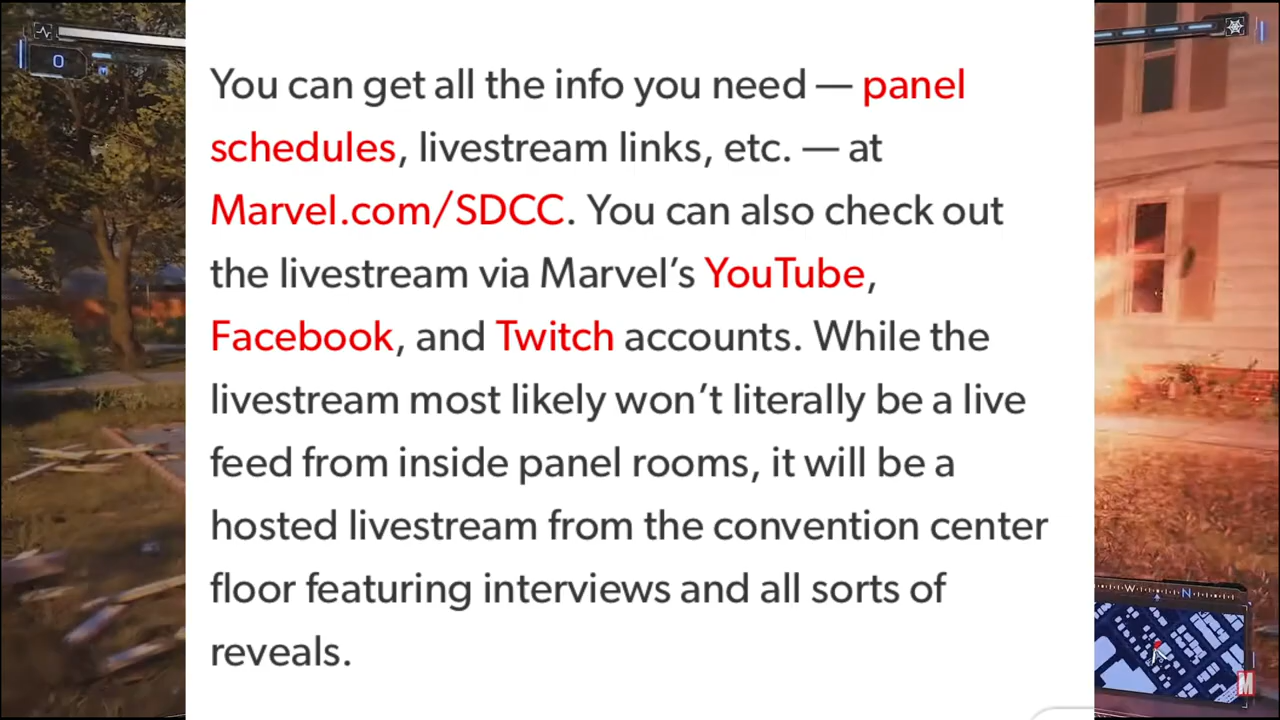 0
You can get all the info you need — panel
schedules, livestream links, etc. — at
Marvel.com/SDCC. You can also check out
the livestream via Marvel’s YouTube,
Facebook, and Twitch accounts. While the
livestream most likely won’t literally be a live
feed from inside panel rooms, it will be a
hosted livestream from the convention center
floor featuring interviews and all sorts of
reveals.
W N
M